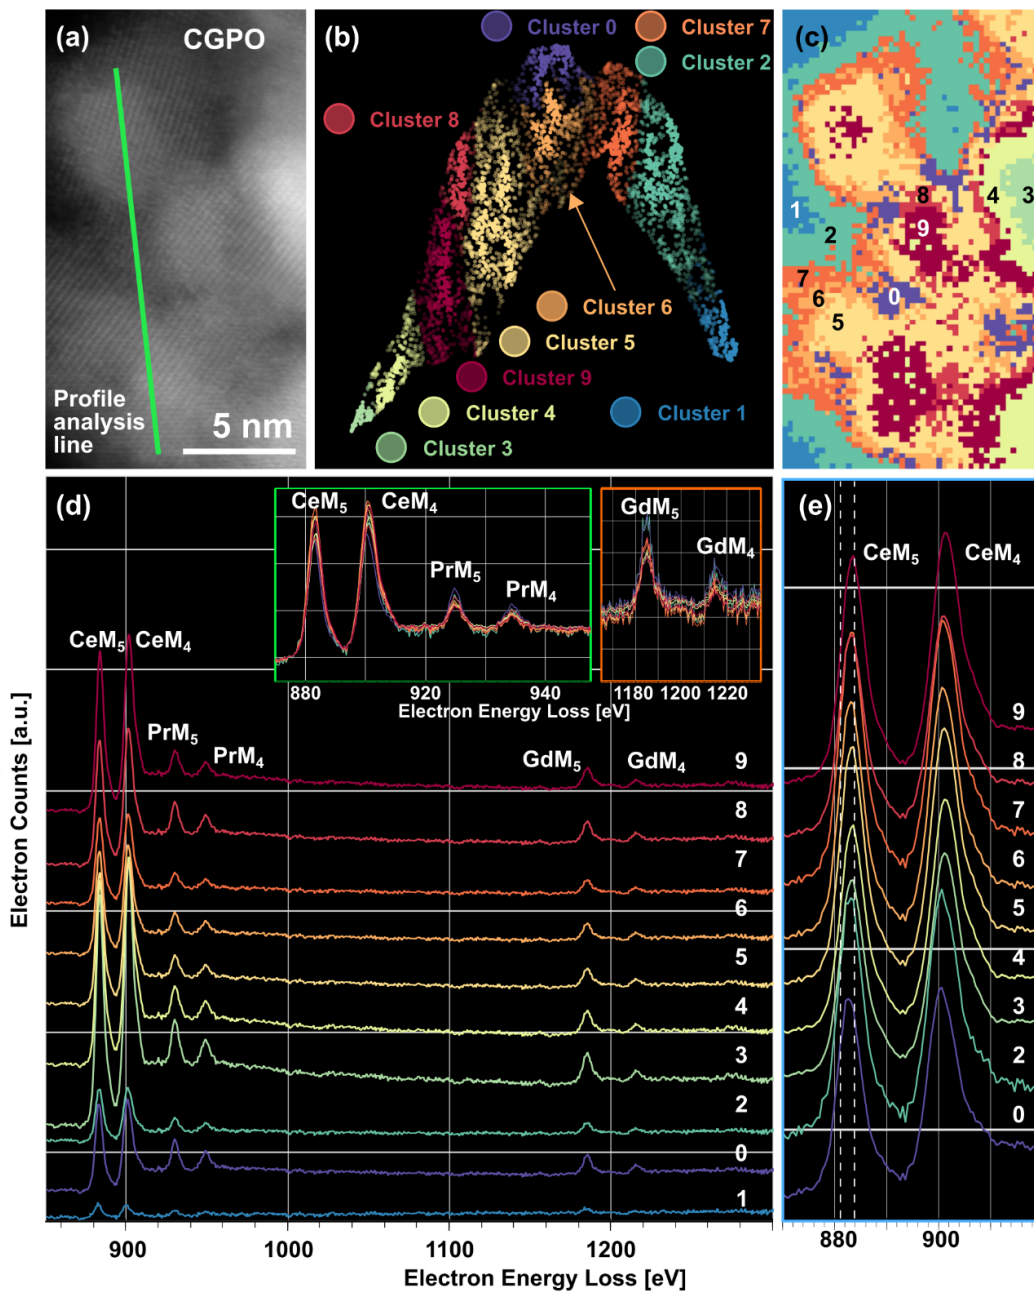 (a)
CGPO
Profile
analysis
line
5 nm
(b)
Cluster 0
Cluster 7
Cluster 2
Cluster 8
Cluster 6
Cluster 5
Cluster 9
Cluster 4
Cluster 1
Cluster 3
(c)
8
4
3
1
9
2
7
0
6
5
(d)
CeM5
CeM4
PrM5
PrM4
880
920
940
Electron Energy Loss [eV]
GdM5
GdM4
1180 1200 1220
CeM5 CeM4
PrM5
PrM4
GdM5
GdM4
9
8
7
6
5
4
3
2
0
1
Electron Counts [a.u.]
900
1000
1100
1200
Electron Energy Loss [eV]
(e)
CeM5
CeM4
9
8
7
6
5
4
3
2
0
880
900